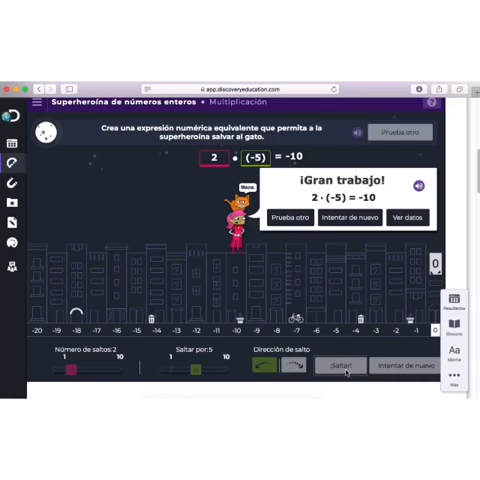 app.discoveryeducation.com
Superheroína de números enteros • Multiplicación
?
Crea una expresión numérica equivalente que permita a la
superheroína salvar al gato.
Prueba otro
2 • (-5) = -10
¡Gran trabajo!
2 · (-5) = -10
Prueba otro
Intentar de nuevo
Ver datos
Meow.
0
-20 -19 -18 -17 -16 -15 -14 -13 -12 -11 -10 -9 -8 -7 -6 -5 -4 -3 -2 -1 0
Número de saltos:2
1 10
Saltar por:5
1 10
Dirección de salto
¡Saltar!
Intentar de nuevo
Resultados
Glosario
Aa
Idioma
Más